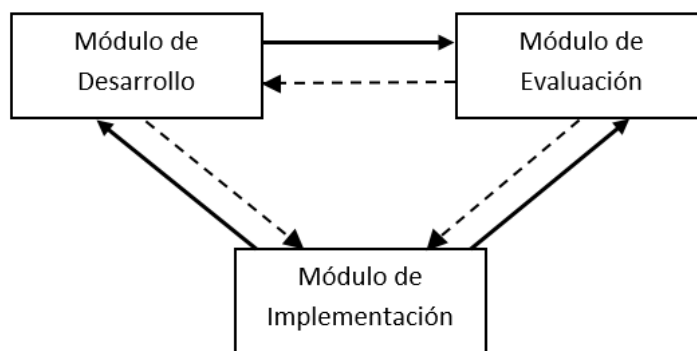 Módulo de
Desarrollo
Módulo de
Evaluación
Módulo de
Implementación